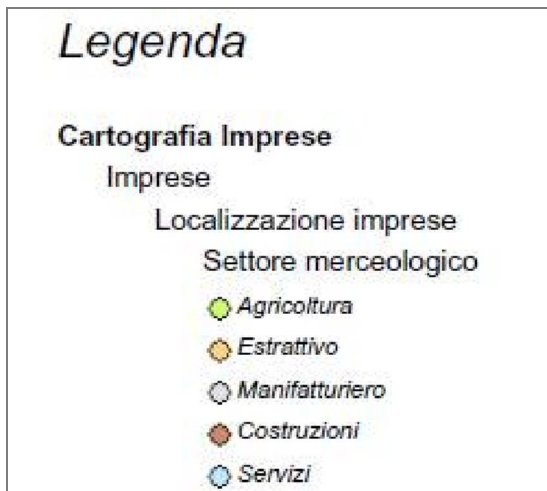 Legenda
Cartografia Imprese
Imprese
Localizzazione imprese
Settore merceologico
Agricoltura
Estrattivo
Manifatturiero
Costruzioni
Servizi